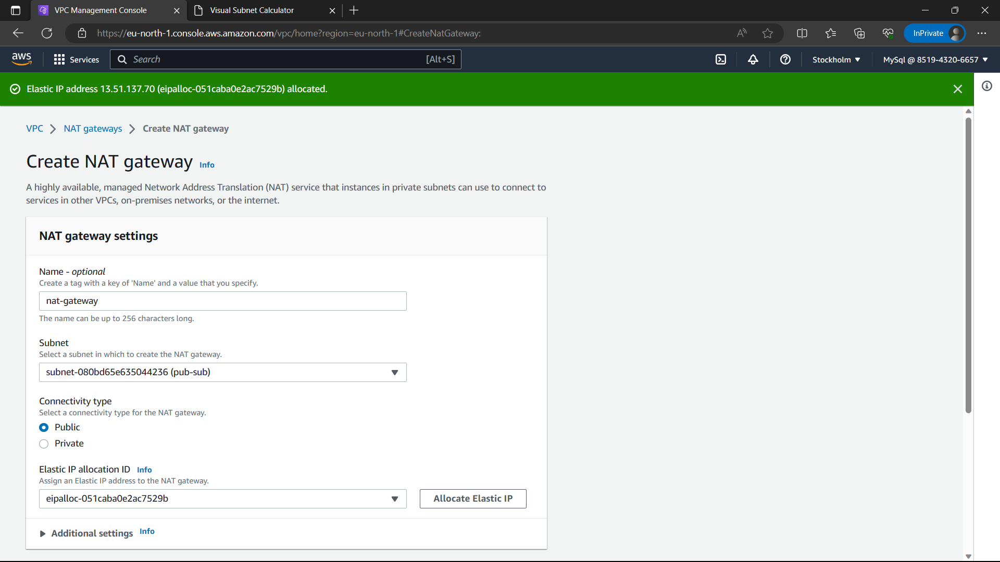 VPC Management Console
Visual Subnet Calculator
https://eu-north-1.console.aws.amazon.com/vpc/home?region=eu-north-1#CreateNatGateway:
InPrivate
aws
Services
Search
[Alt+S]
Stockholm
MySql @ 8519-4320-6657
Elastic IP address 13.51.137.70 (eipalloc-051caba0e2ac7529b) allocated.
VPC
NAT gateways
Create NAT gateway
Create NAT gateway Info
A highly available, managed Network Address Translation (NAT) service that instances in private subnets can use to connect to
services in other VPCs, on-premises networks, or the internet.
NAT gateway settings
Name - optional
Create a tag with a key of 'Name' and a value that you specify.
nat-gateway
The name can be up to 256 characters long.
Subnet
Select a subnet in which to create the NAT gateway.
subnet-080bd65e635044236 (pub-sub)
Connectivity type
Select a connectivity type for the NAT gateway.
Public
Private
Elastic IP allocation ID Info
Assign an Elastic IP address to the NAT gateway.
eipalloc-051caba0e2ac7529b
Allocate Elastic IP
Additional settings Info